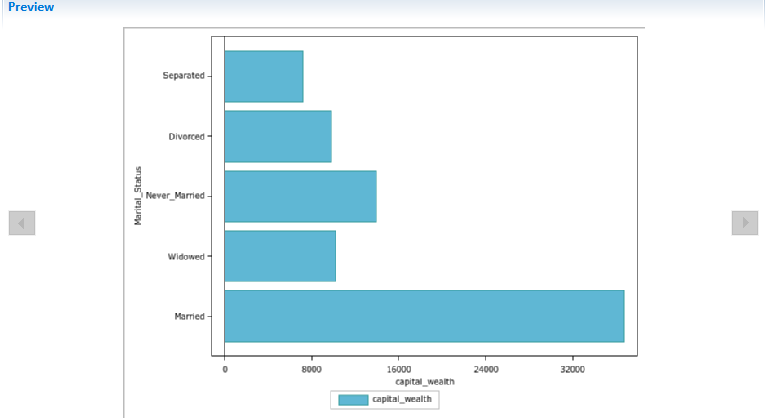 Preview
Marital_Status
Separated
Divorced
Never_Married
Widowed
Married
0 8000 16000 24000 32000
capital_wealth
capital_wealth